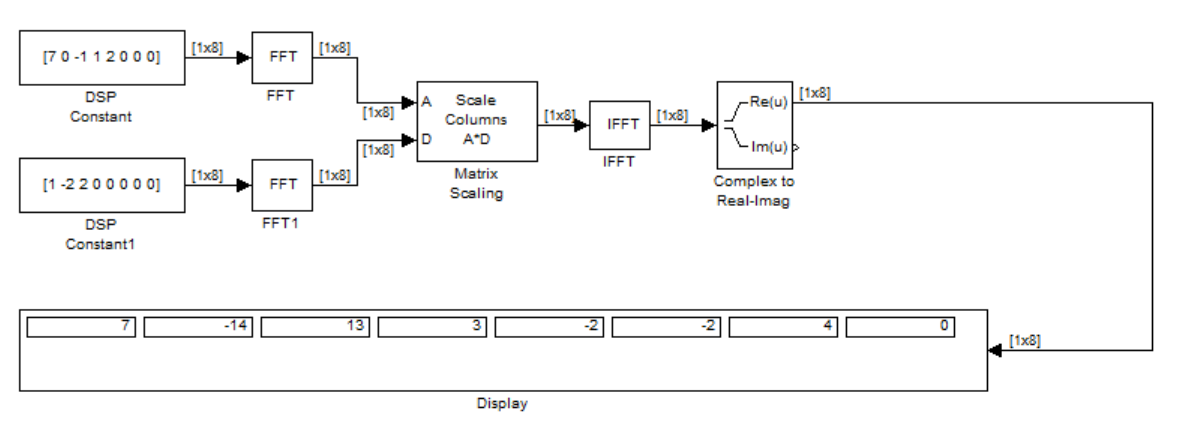 [7 0 -1 1 2 0 0 0]
DSP
Constant
[1x8]
FFT
FFT
[1x8]
[1x8]
[1 -2 2 0 0 0 0 0]
DSP
Constant1
[1x8]
FFT
FFT1
[1x8]
[1x8]
A
D
Scale
Columns
A*D
Matrix
Scaling
[1x8]
IFFT
IFFT
[1x8]
Re(u)
Im(u)
Complex to
Real-Imag
[1x8]
7 -14 13 3 -2 -2 4 0
[1x8]
Display